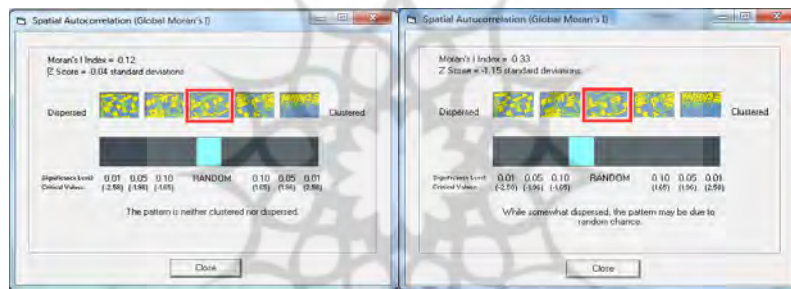 Spatial Autocorrelation (Global Moran's I)
Moran's I Index = -0.12
Z Score = -0.04 standard deviations
Dispersed
Clustered
Significance Level: 0.01 0.05 0.10 RANDOM 0.10 0.05 0.01
Critical Values: (-2.58) (-1.96) (-1.65) (1.65) (1.96) (2.58)
The pattern is neither clustered nor dispersed.
Close
Spatial Autocorrelation (Global Moran's I)
Moran's I Index = -0.33
Z Score = -1.15 standard deviations
Dispersed
Clustered
Significance Level: 0.01 0.05 0.10 RANDOM 0.10 0.05 0.01
Critical Values: (-2.58) (-1.96) (-1.65) (1.65) (1.96) (2.58)
While somewhat dispersed, the pattern may be due to
random chance.
Close